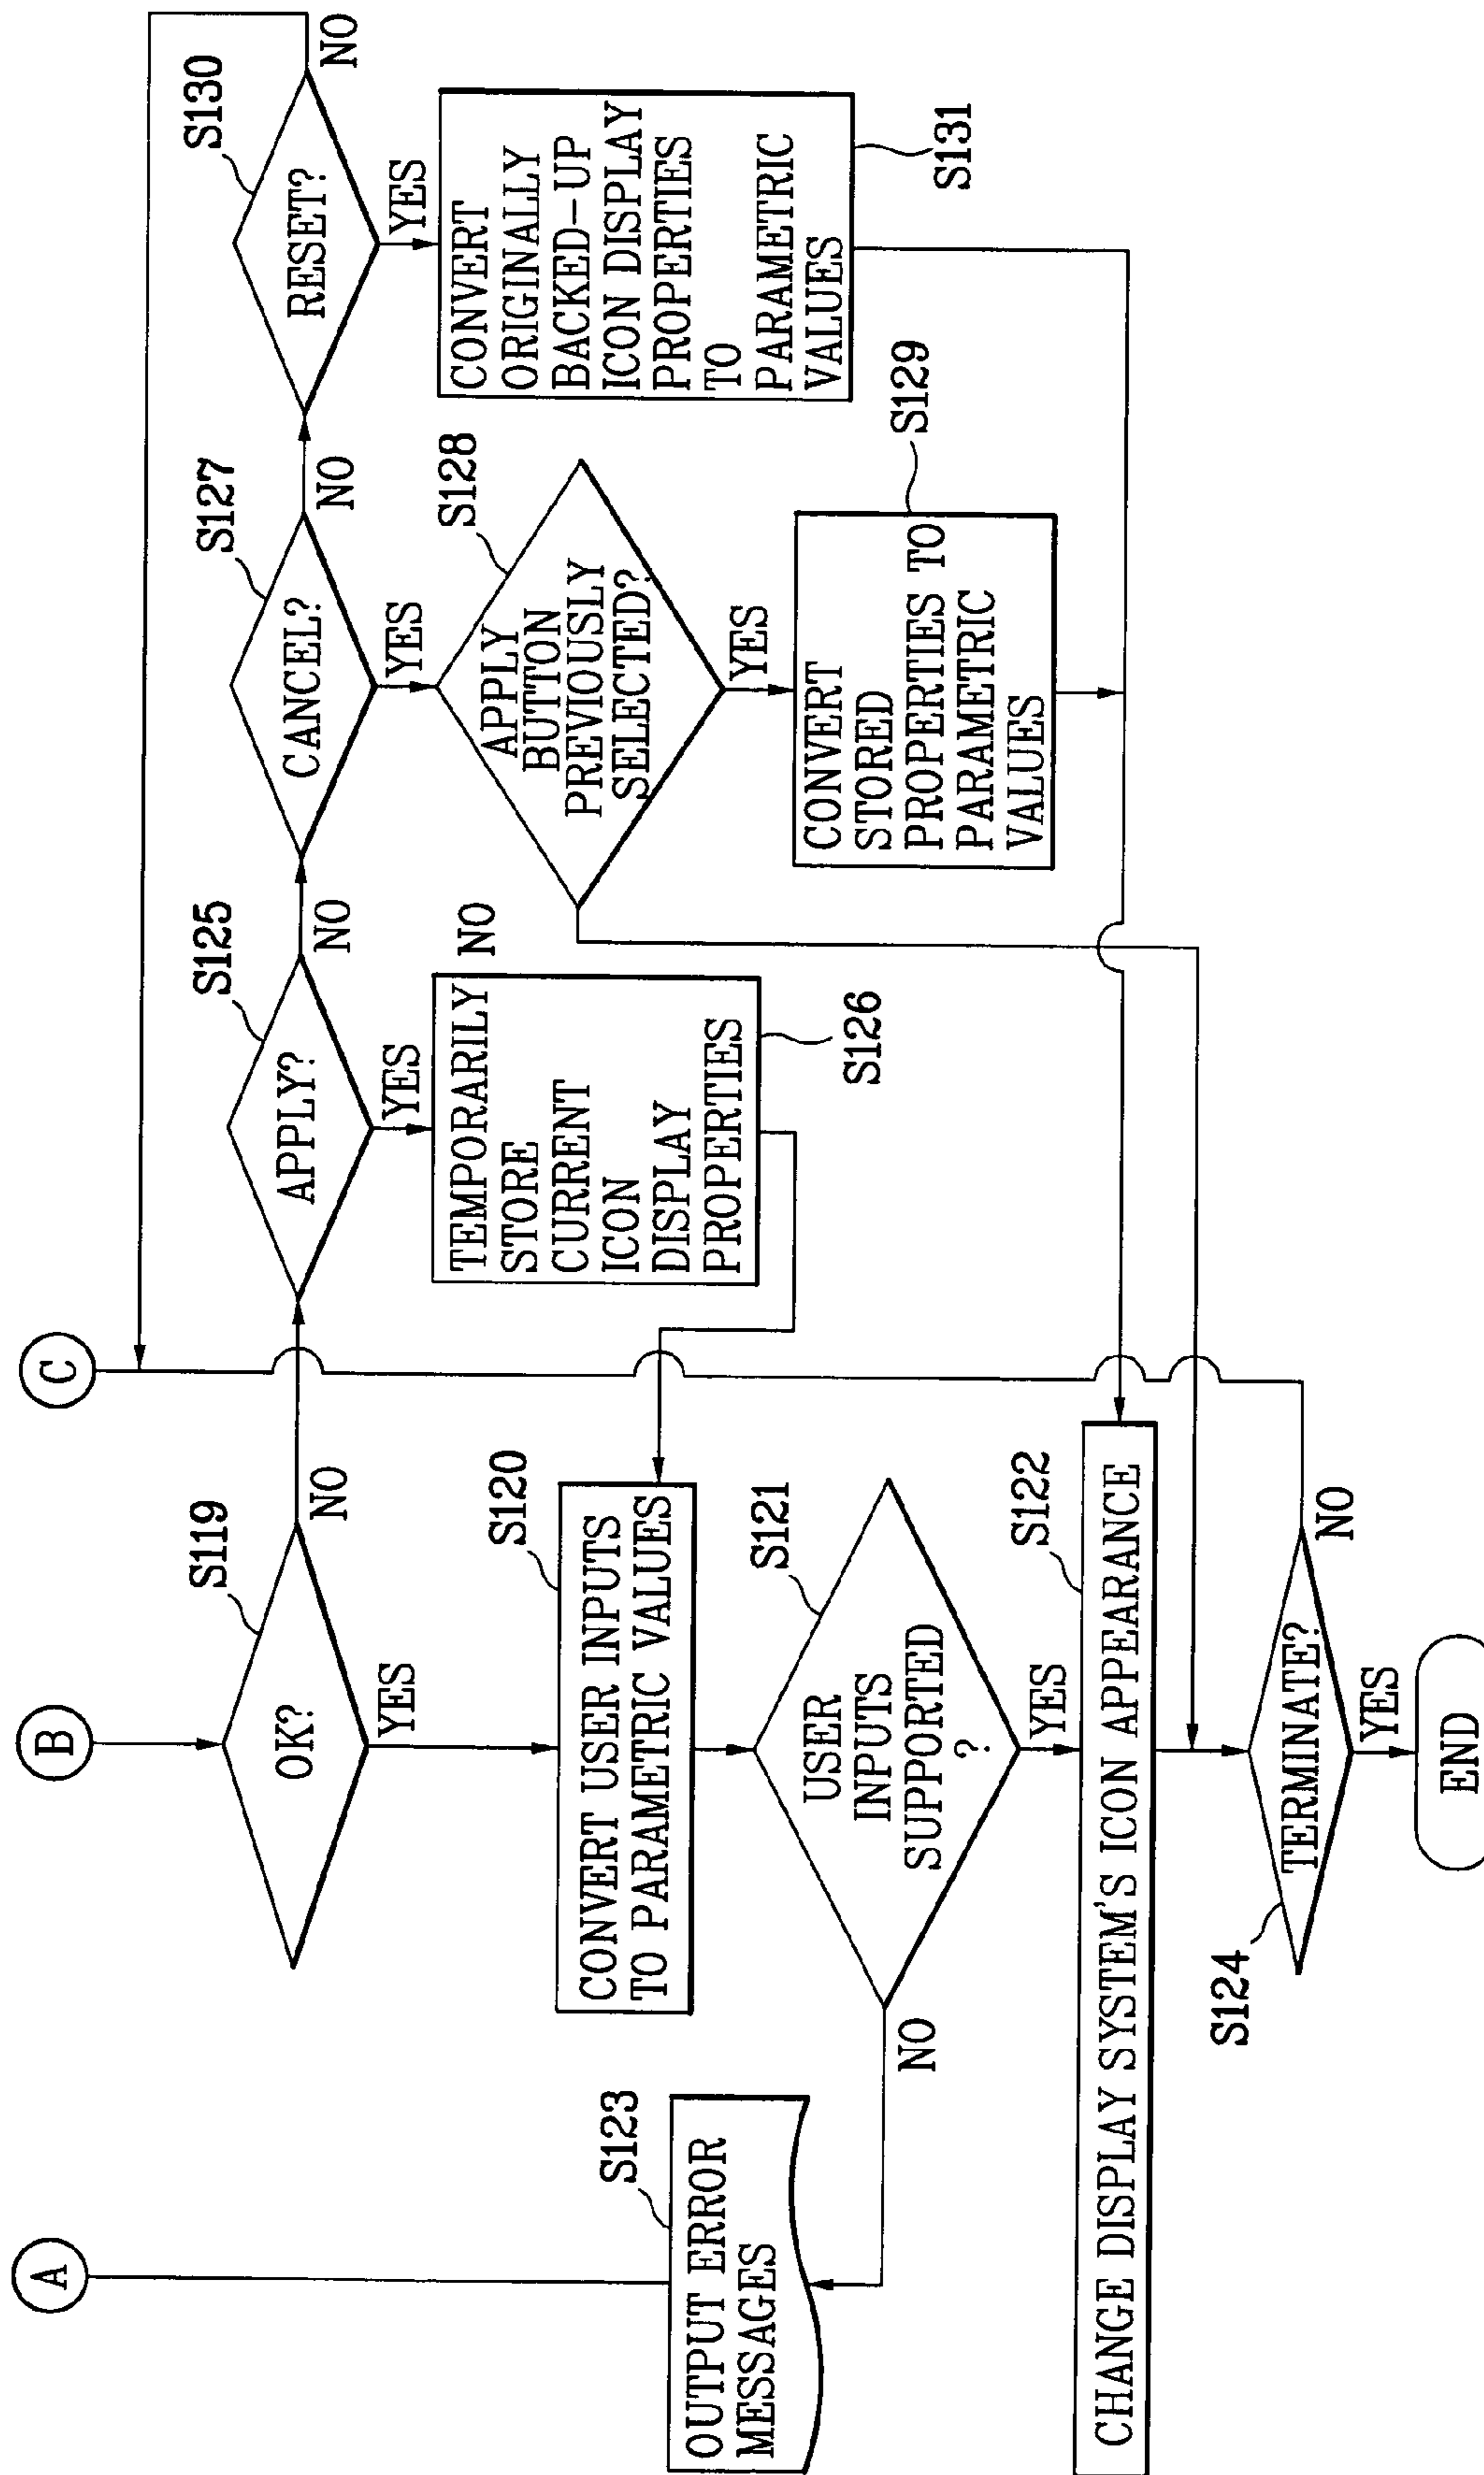 A
B
C
S119
OK?
NO
YES
S125
APPLY?
NO
YES
S127
CANCEL?
NO
YES
S130
RESET?
NO
YES
S123
OUTPUT ERROR
MESSAGES
S120
CONVERT USER INPUTS
TO PARAMETRIC VALUES
TEMPORARILY
STORE
CURRENT
ICON
DISPLAY
PROPERTIES
S126
NO
S128
APPLY
BUTTON
PREVIOUSLY
SELECTED?
YES
CONVERT
ORIGINALLY
BACKED-UP
ICON DISPLAY
PROPERTIES
TO
PARAMETRIC
VALUES
S131
S121
USER
INPUTS
SUPPORTED
?
NO
YES
CONVERT
STORED
PROPERTIES TO
PARAMETRIC
VALUES
S129
S122
CHANGE DISPLAY SYSTEM'S ICON APPEARANCE
S124
TERMINATE?
NO
YES
END